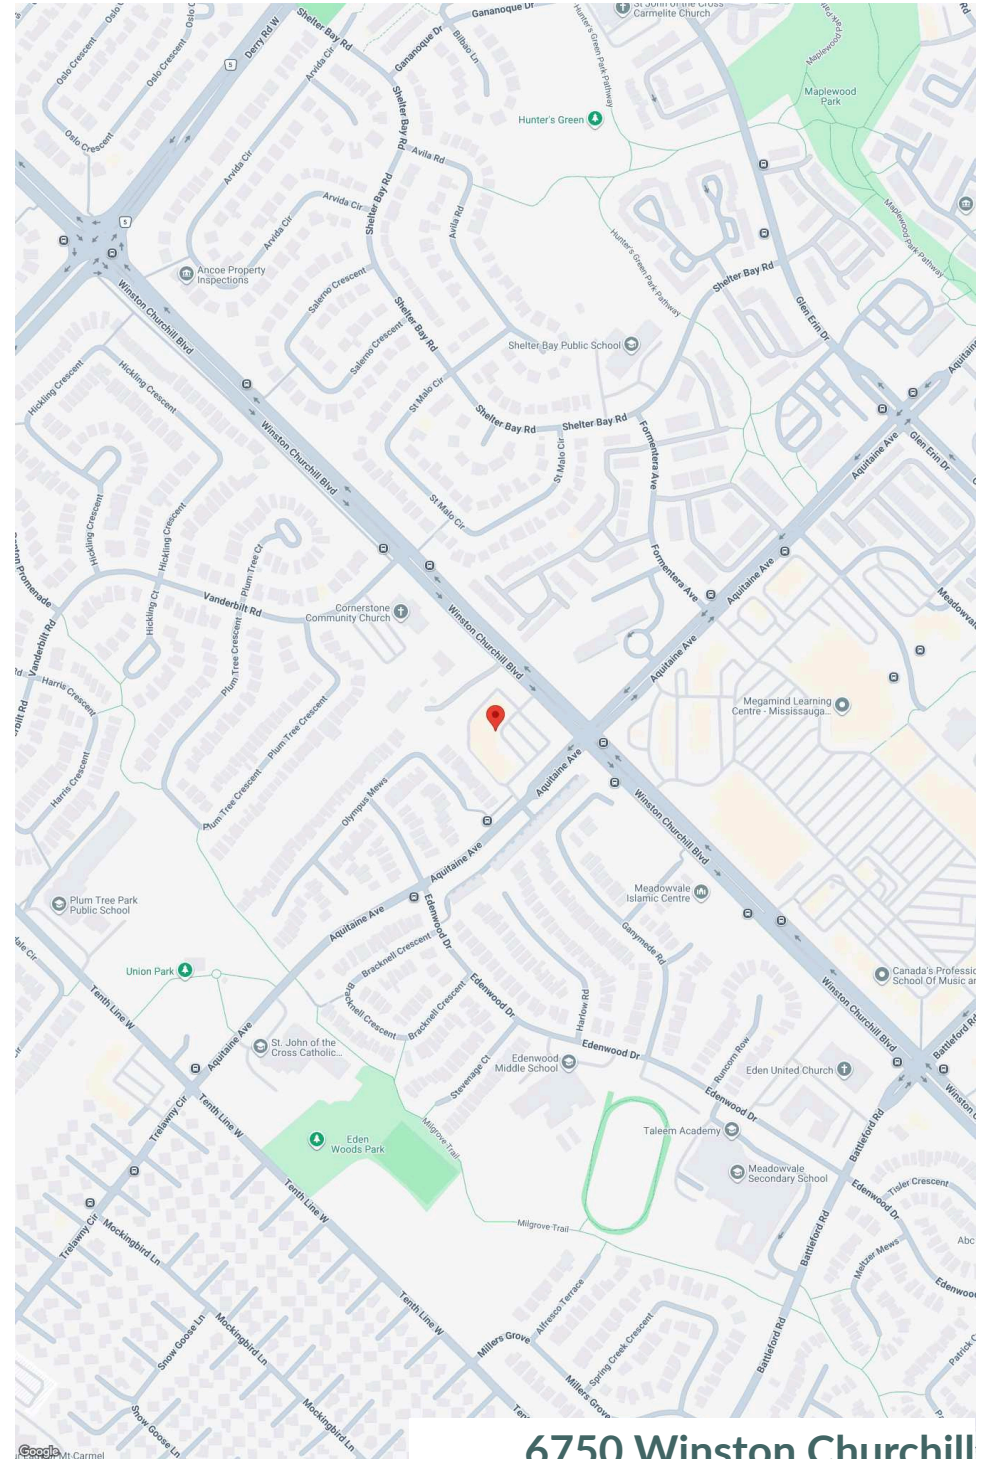 Gananoque Dr
St John of the Cross
Carmelite Church
Oslo Crescent
Oslo Crescent
Derry Rd W
Shelter Bay Rd
Arvida Cir
Gananoque Dr
Bilbao Ln
Hunter's Green Park Pathway
Maplewood
Park
Hunter's Green
Oslo Crescent
Shelter Bay Rd
Avila Rd
Arvida Cir
Arvida Cir
Shelter Bay Rd
Avila Rd
Arvida Cir
Hunter's Green Park Pathway
Maplewood Park Pathway
Ancoe Property
Inspections
Salerno Crescent
Shelter Bay Rd
Glen Erin Dr
Winston Churchill Blvd
Shelter Bay Rd
Salerno Crescent
Shelter Bay Public School
Hickling Crescent
Hickling Crescent
St Malo Cir
Shelter Bay Rd
Shelter Bay Rd
Formentera Ave
Aquitaine Ave
Glen Erin Dr
Winston Churchill Blvd
St Malo Cir
St Malo Cir
Hickling Crescent
Hickling Crescent
Plum Tree Ct
Formentera Ave
Aquitaine Ave
Vanderbilt Rd
Hickling Ct
Cornerstone
Community Church
Winston Churchill Blvd
Vanderbilt Rd
Plum Tree Crescent
Aquitaine Ave
Harris Crescent
Plum Tree Crescent
Megamind Learning
Centre - Mississauga...
Harris Crescent
Plum Tree Crescent
Olympus Mews
Aquitaine Ave
Winston Churchill Blvd
Aquitaine Ave
Plum Tree Park
Public School
Meadowvale
Islamic Centre
Aquitaine Ave
Edenwood Dr
Ganymede Rd
Bracknell Crescent
Union Park
Tenth Line W
Bracknell Crescent
Bracknell Crescent
Edenwood Dr
Harlow Rd
Winston Churchill Blvd
Aquitaine Ave
St. John of the
Cross Catholic...
Edenwood Dr
Runcorn Row
Battleford Rd
Edenwood
Middle School
Stevenage Ct
Eden United Church
Tenth Line W
Trelawny Cir
Milgrove Trail
Edenwood Dr
Taleem Academy
Battleford Rd
Eden
Woods Park
Meadowvale
Secondary School
Tenth Line W
Edenwood Dr
Tisler Crescent
Trelawny Cir
Mockingbird Ln
Milgrove Trail
Battleford Rd
Meltzer Mews
Tenth Line W
Alfresco Terrace
Snow Goose Ln
Mockingbird Ln
Millers Grove
Spring Creek Crescent
Battleford Rd
Millers Grove
Snow Goose Ln
Mockingbird Ln
Google
Mt Carmel
6750 Winston Churchill